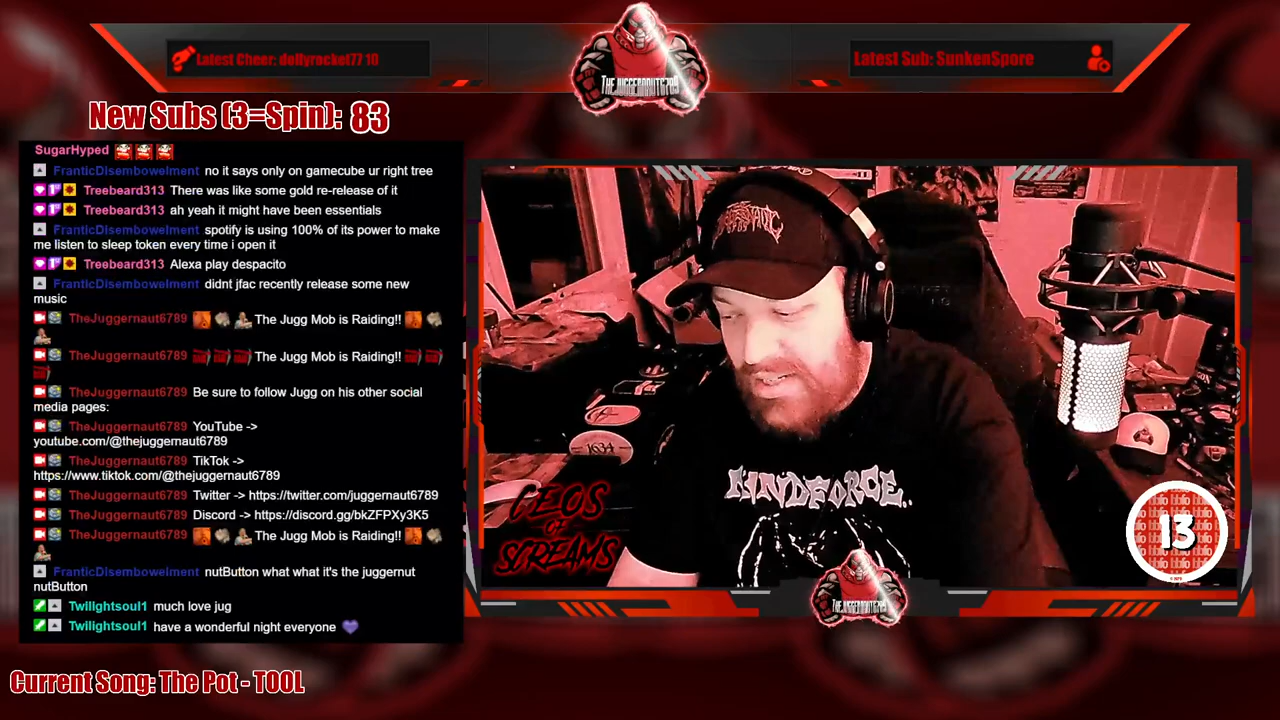 Latest Cheer: dollyrocket77 10
THEJUGGERNAUT6789
Latest Sub: SunkenSpore
New Subs (3=Spin): 83
SugarHyped
FranticDisembowelment no it says only on gamecube ur right tree
Treebeard313 There was like some gold re-release of it
Treebeard313 ah yeah it might have been essentials
FranticDisembowelment spotify is using 100% of its power to make
me listen to sleep token every time i open it
Treebeard313 Alexa play despacito
FranticDisembowelment didnt jfac recently release some new
music
TheJuggernaut6789 The Jugg Mob is Raiding!!
TheJuggernaut6789 The Jugg Mob is Raiding!!
TheJuggernaut6789 Be sure to follow Jugg on his other social
media pages:
TheJuggernaut6789 YouTube ->
youtube.com/@thejuggernaut6789
TheJuggernaut6789 TikTok ->
https://www.tiktok.com/@thejuggernaut6789
TheJuggernaut6789 Twitter -> https://twitter.com/juggernaut6789
TheJuggernaut6789 Discord -> https://discord.gg/bkZFPXy3K5
TheJuggernaut6789 The Jugg Mob is Raiding!!
FranticDisembowelment nutButton what what it's the juggernut
nutButton
Twilightsoul1 much love jug
Twilightsoul1 have a wonderful night everyone
Current Song: The Pot - TOOL
MINDFORCE
1634
GEOS
OF
SCREAMS
13
THEJUGGERNAUT6789